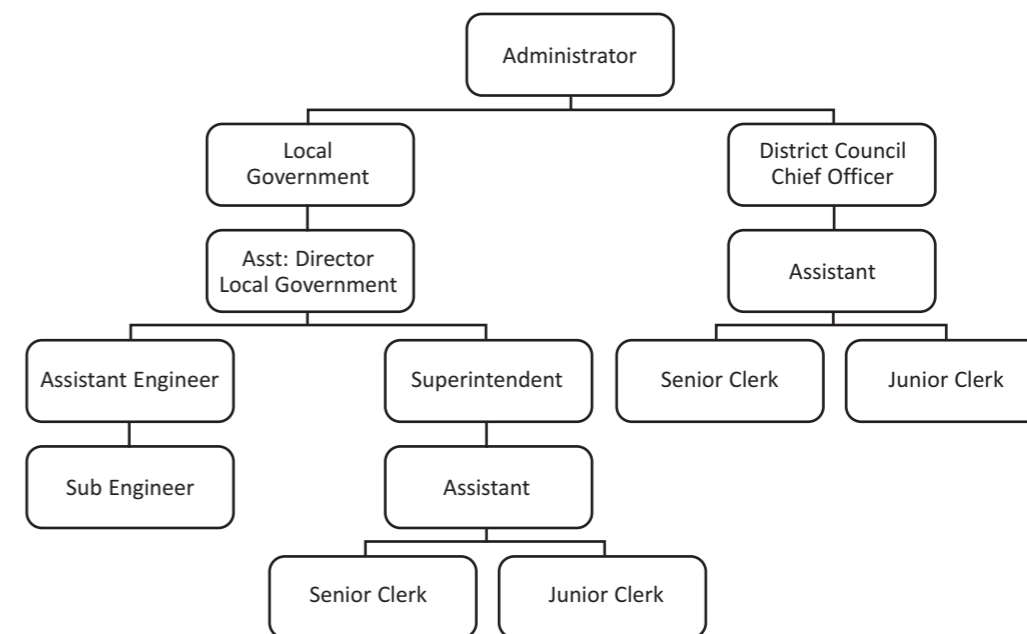 Administrator
Local
Government
District Council
Chief Officer
Asst: Director
Local Government
Assistant
Assistant Engineer
Superintendent
Senior Clerk
Junior Clerk
Sub Engineer
Assistant
Senior Clerk
Junior Clerk